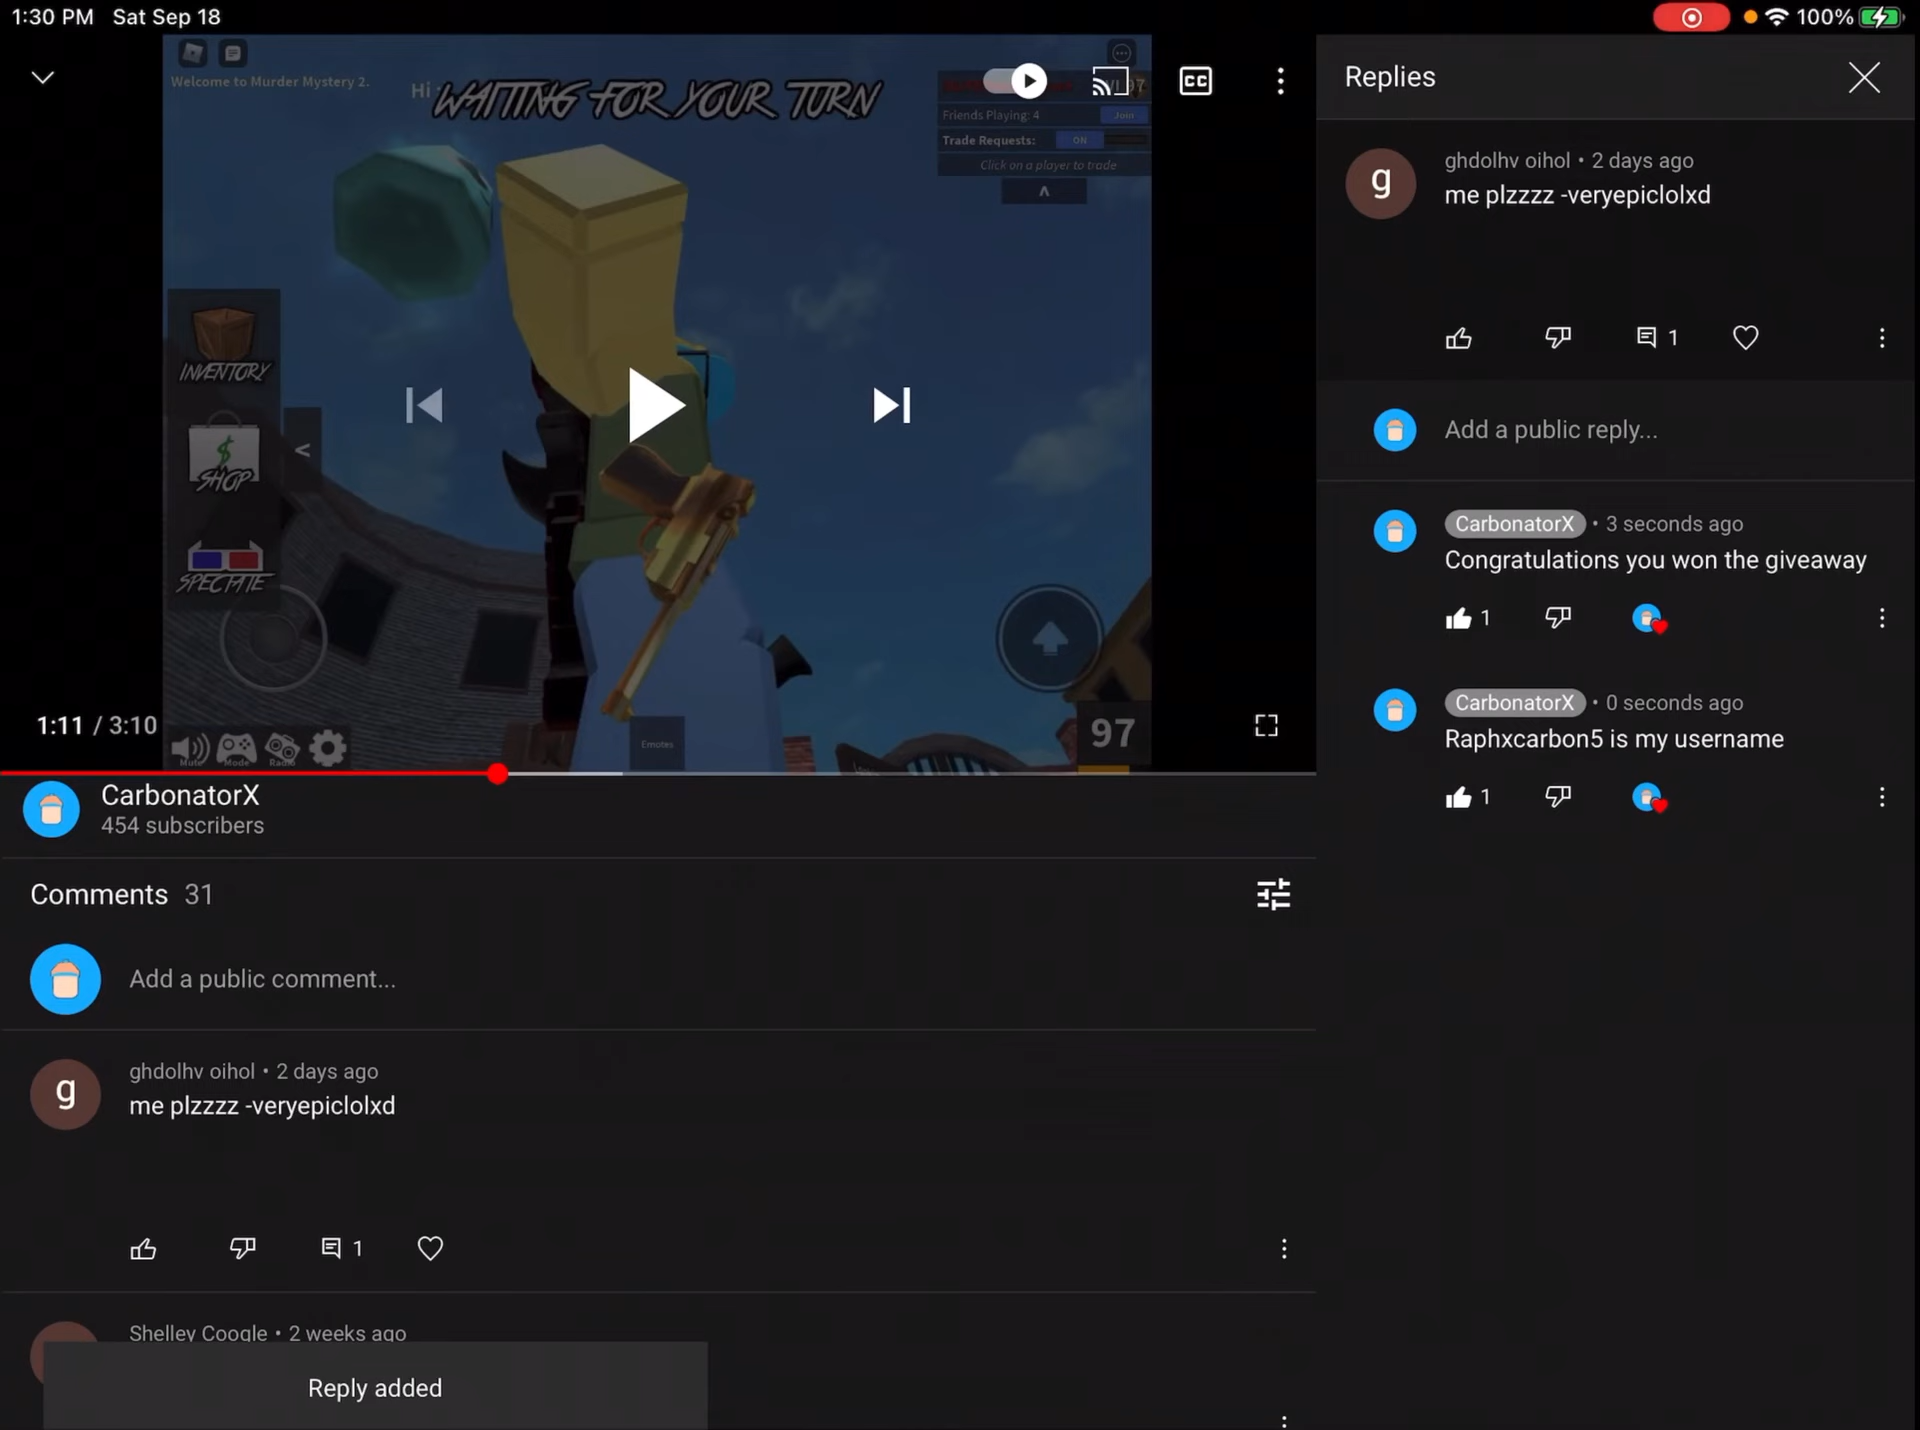 1:30 PM Sat Sep 18
100%
Welcome to Murder Mystery 2.
Hi
WAITING FOR YOUR TURN
CC
Friends Playing: 4
Join
Trade Requests:
ON
Click on a player to trade
INVENTORY
SHOP
SPECTATE
<
1:11 / 3:10
Mute
Mode
Radio
Emotes
97
CarbonatorX
454 subscribers
Comments 31
Add a public comment...
g
ghdolhv oihol • 2 days ago
me plzzzz -veryepiclolxd
1
Shelley Coogle • 2 weeks ago
Reply added
Replies
g
ghdolhv oihol • 2 days ago
me plzzzz -veryepiclolxd
1
Add a public reply...
CarbonatorX • 3 seconds ago
Congratulations you won the giveaway
1
CarbonatorX • 0 seconds ago
Raphxcarbon5 is my username
1